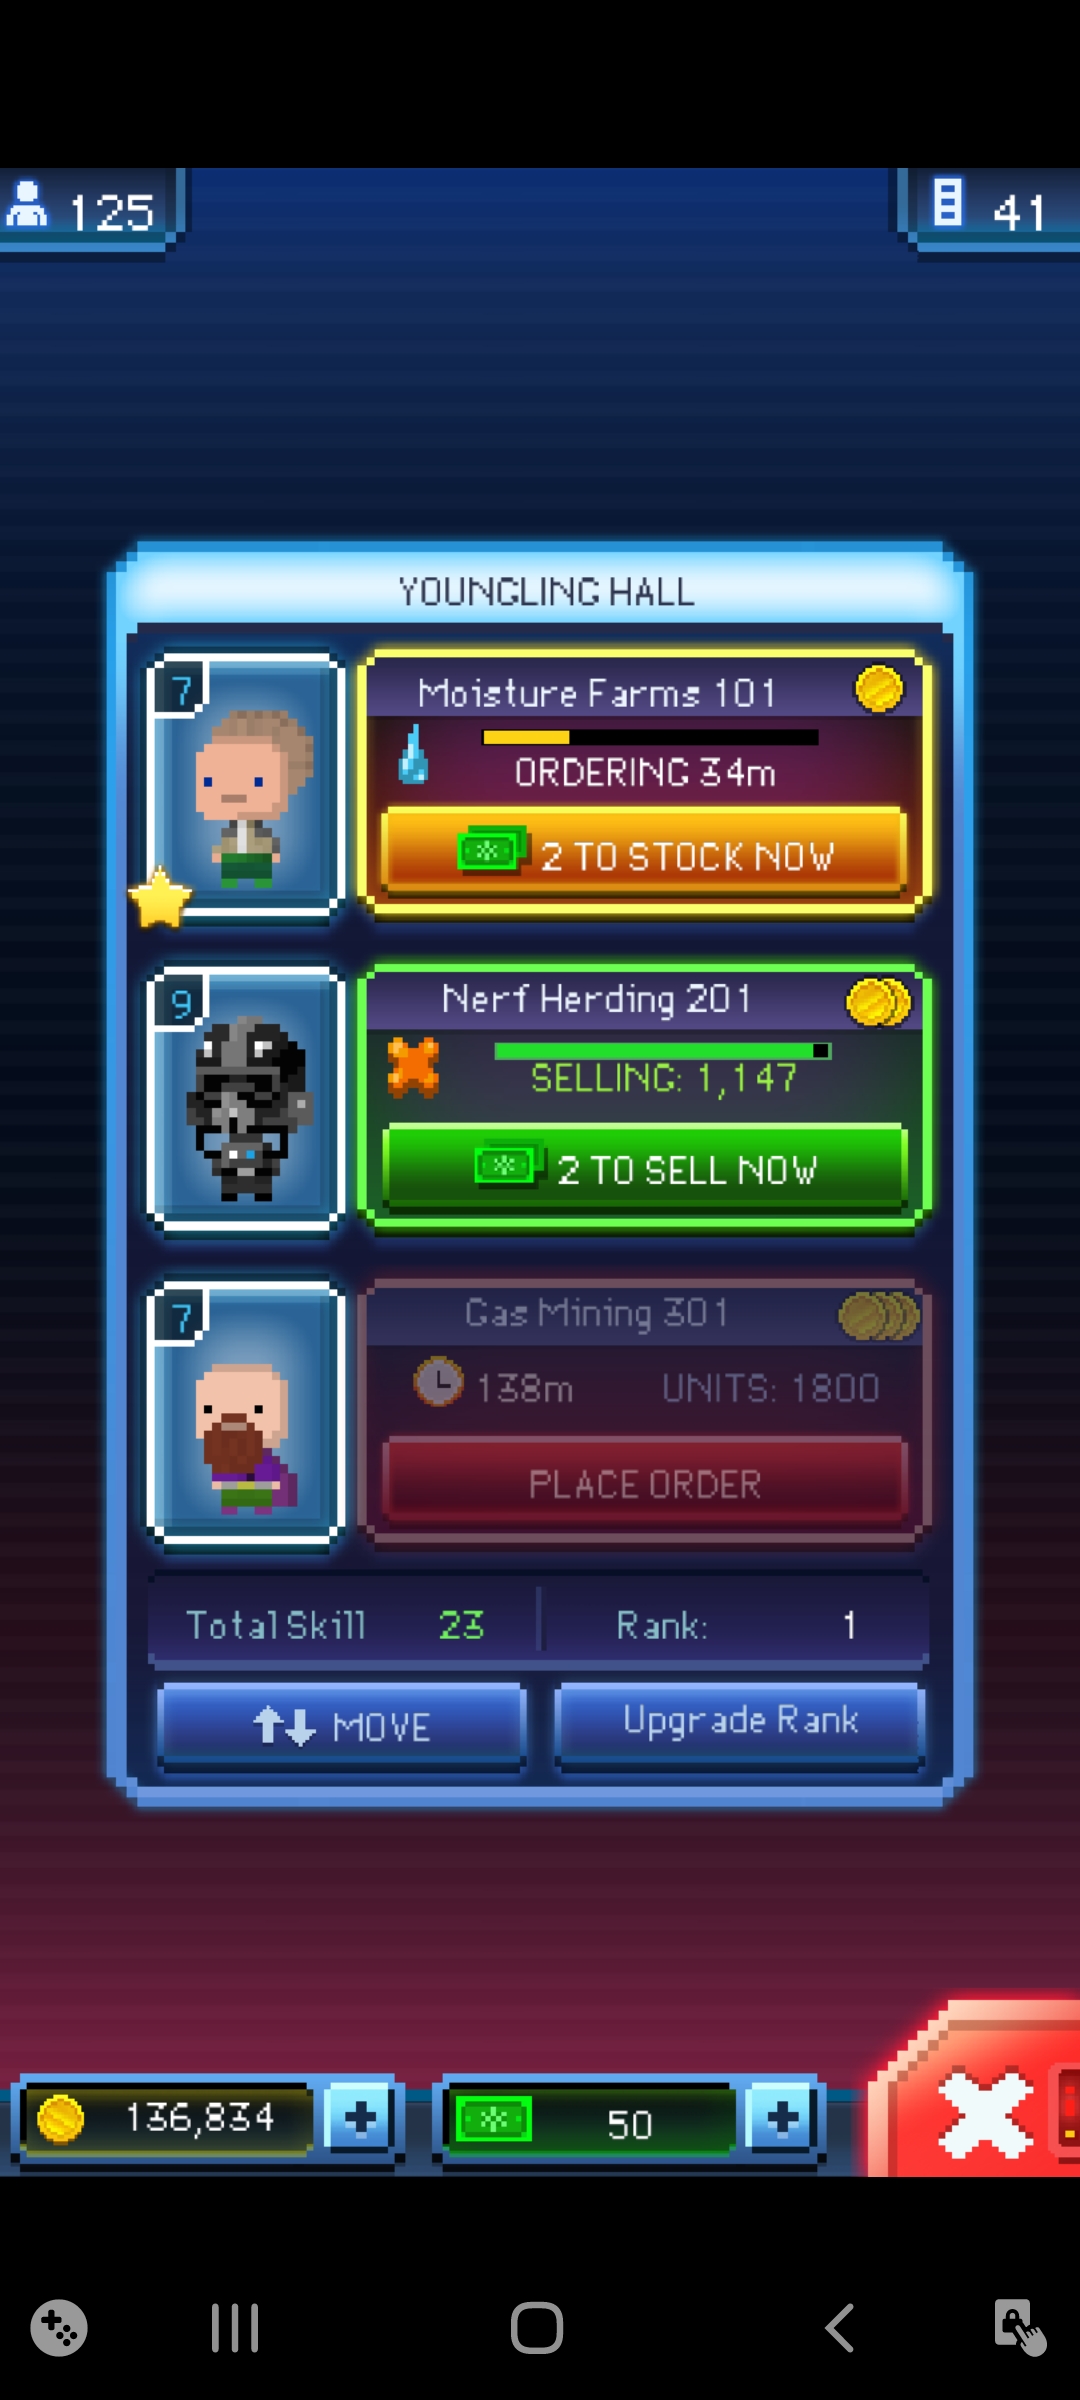 125
41
YOUNGLING HALL
7
Moisture Farms 101
ORDERING 34m
2 TO STOCK NOW
9
Nerf Herding 201
SELLING: 1,147
2 TO SELL NOW
7
Gas Mining 301
138m UNITS: 1800
PLACE ORDER
Total Skill 23 Rank: 1
MOVE Upgrade Rank
136,834 50